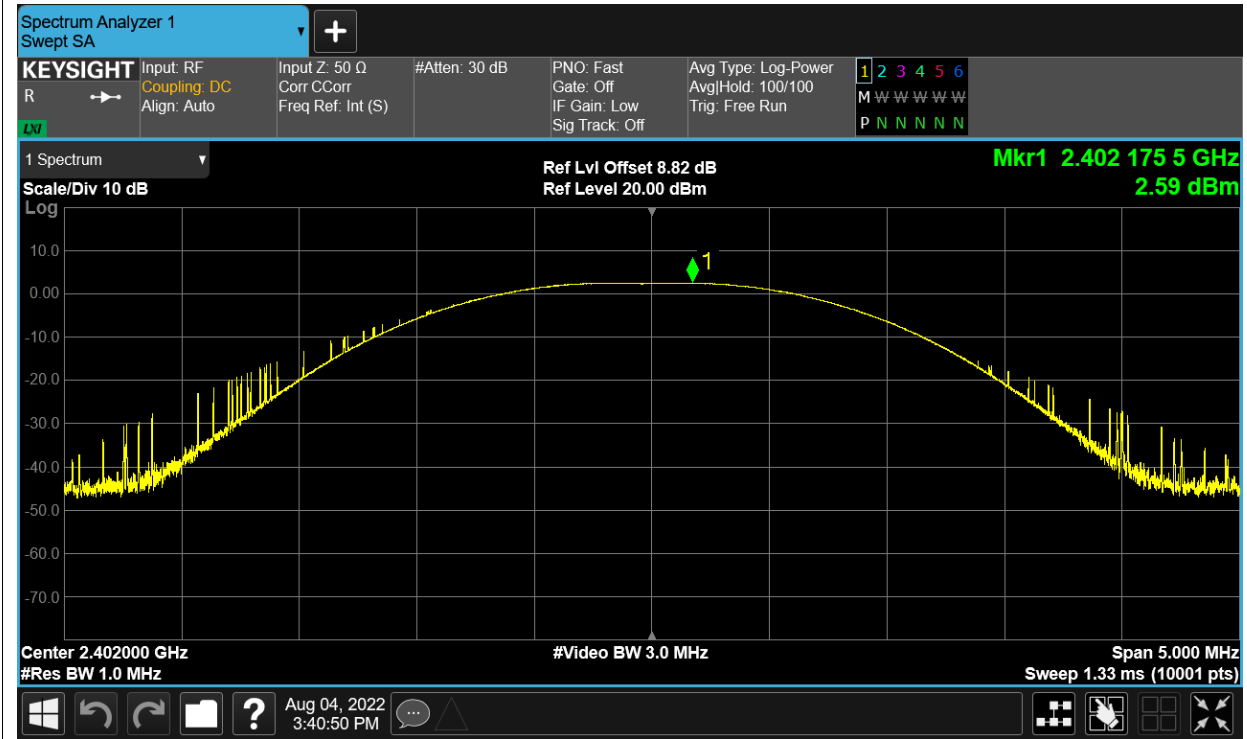 Spectrum Analyzer 1
Swept SA
+
KEYSIGHT
R
LXI
Input: RF
Coupling: DC
Align: Auto
Input Z: 50 Ω
Corr CCorr
Freq Ref: Int (S)
#Atten: 30 dB
PNO: Fast
Gate: Off
IF Gain: Low
Sig Track: Off
Avg Type: Log-Power
Avg|Hold: 100/100
Trig: Free Run
1 2 3 4 5 6
M W W W W W
P N N N N N
1 Spectrum
Scale/Div 10 dB
Log
Ref Lvl Offset 8.82 dB
Ref Level 20.00 dBm
Mkr1 2.402 175 5 GHz
2.59 dBm
1
10.0
0.00
-10.0
-20.0
-30.0
-40.0
-50.0
-60.0
-70.0
Center 2.402000 GHz
#Res BW 1.0 MHz
#Video BW 3.0 MHz
Span 5.000 MHz
Sweep 1.33 ms (10001 pts)
?
Aug 04, 2022
3:40:50 PM